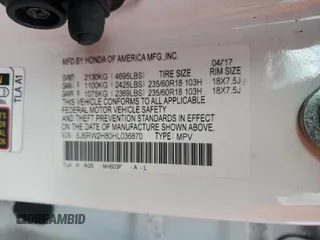 TLA A1
MFD. BY HONDA OF AMERICA MFG.,INC. 04/17
GVWR 2130KG (4695LBS) TIRE SIZE RIM SIZE
GAWR F 1100KG (2425LBS) 235/60R18 103H 18X7.5J
GAWR R 1075KG (2369LBS) 235/60R18 103H 18X7.5J
THIS VEHICLE CONFORMS TO ALL APPLICABLE
FEDERAL MOTOR VEHICLE SAFETY
AND THEFT PREVENTION STANDARDS IN EFFECT ON THE
DATE OF MANUFACTURE SHOWN ABOVE.
5J6RW2H80HL036870 TYPE: MPV
TLA H NH603P - A - L
© DREAMBID